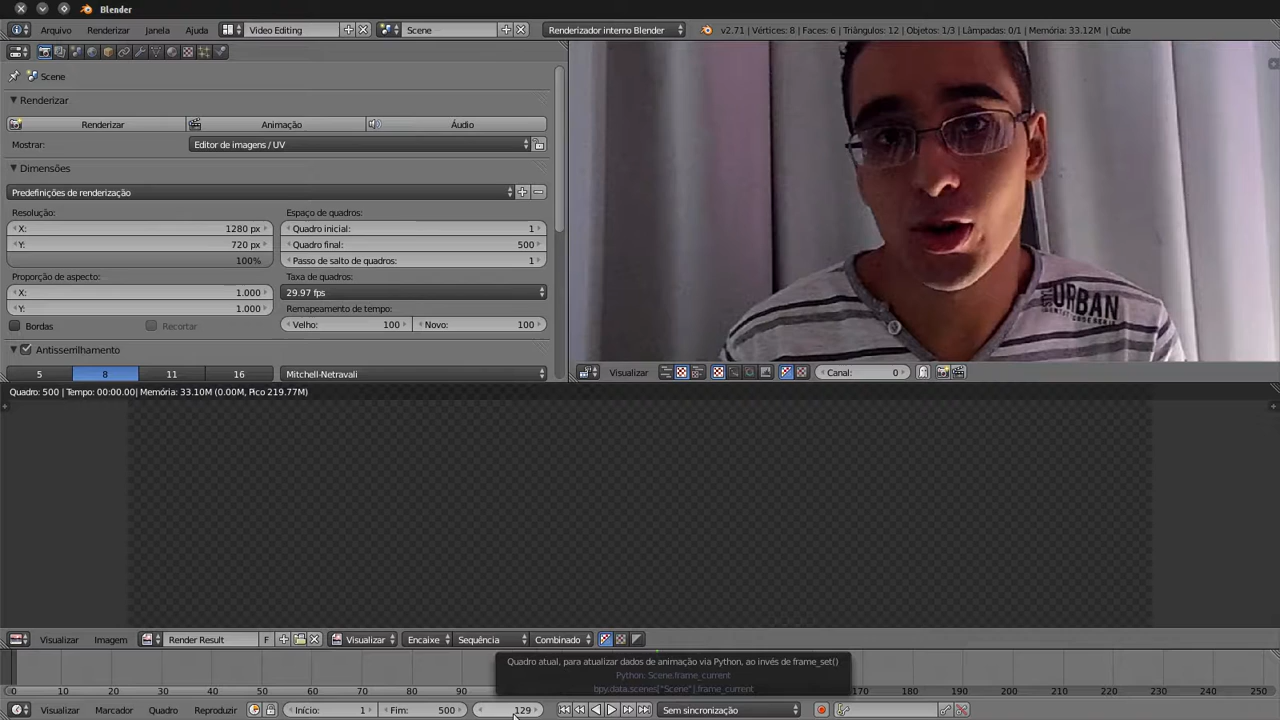 Blender
Arquivo Renderizar Janela Ajuda Video Editing Scene Renderizador interno Blender v2.71 | Vértices: 8 | Faces: 6 | Triângulos: 12 | Objetos: 1/3 | Lâmpadas: 0/1 | Memória: 33.12M | Cube
Scene
Renderizar
Renderizar Animação Áudio
Mostrar: Editor de imagens / UV
Dimensões
Predefinições de renderização
Resolução: Espaço de quadros:
X: 1280 px Quadro inicial: 1
Y: 720 px Quadro final: 500
100% Passo de salto de quadros: 1
Proporção de aspecto: Taxa de quadros:
X: 1.000 29.97 fps
Y: 1.000 Remapeamento de tempo:
Bordas Recortar Velho: 100 Novo: 100
Antisserrilhamento
5 8 11 16 Mitchell-Netravali
URBAN
Visualizar Canal: 0
Quadro: 500 | Tempo: 00:00.00| Memória: 33.10M (0.00M, Pico 219.77M)
Visualizar Imagem Render Result F Visualizar Encaixe Sequência Combinado
Quadro atual, para atualizar dados de animação via Python, ao invés de frame_set()
Python: Scene.frame_current
bpy.data.scenes["Scene"].frame_current
0 10 20 30 40 50 60 70 80 90 170 180 190 200 210 220 230 240 250
Visualizar Marcador Quadro Reproduzir Início: 1 Fim: 500 129 Sem sincronização